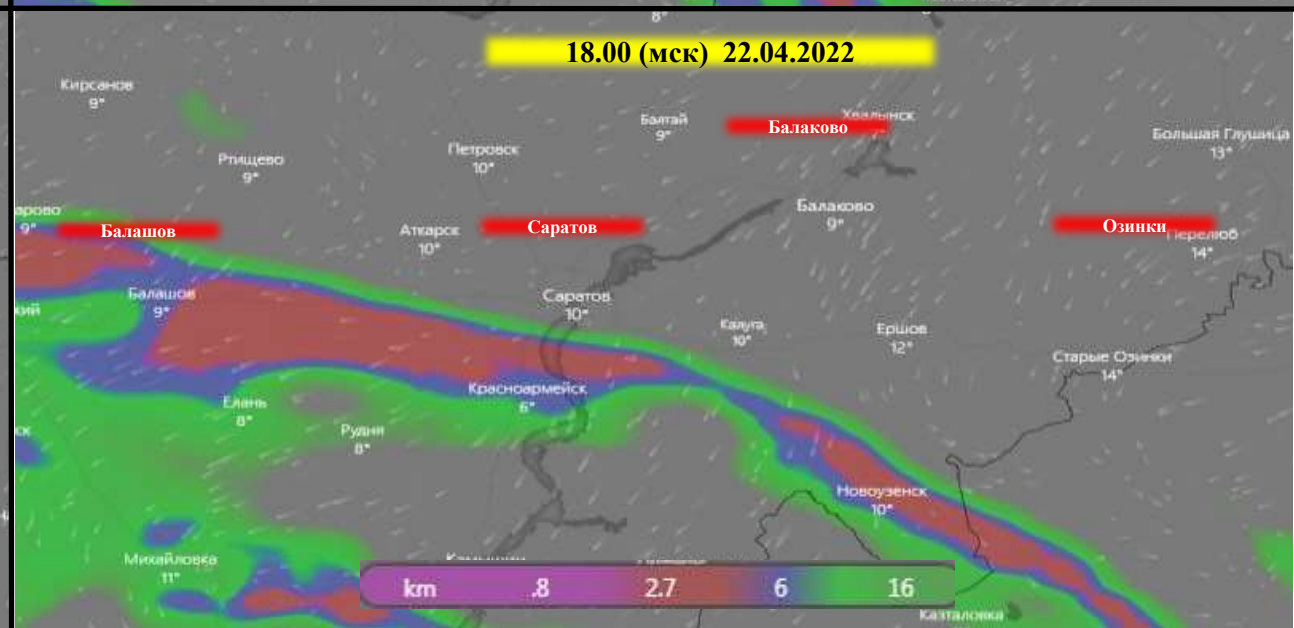 8°
18.00 (мск) 22.04.2022
Кирсанов
9°
Балтай
9°
Хвалынск
Балаково
Большая Глушица
13°
Петровск
10°
Ртищево
9°
Балаково
9°
9°
Балашов
Аткарск
10°
Саратов
Озинки
Перелюб
14°
Балашов
9°
Саратов
10°
Калуга
10°
Ершов
12°
Старые Озинки
14°
Красноармейск
6°
Елань
8°
Рудня
8°
Новоузенск
10°
Михайловка
11°
km .8 2.7 6 16
Казталовка